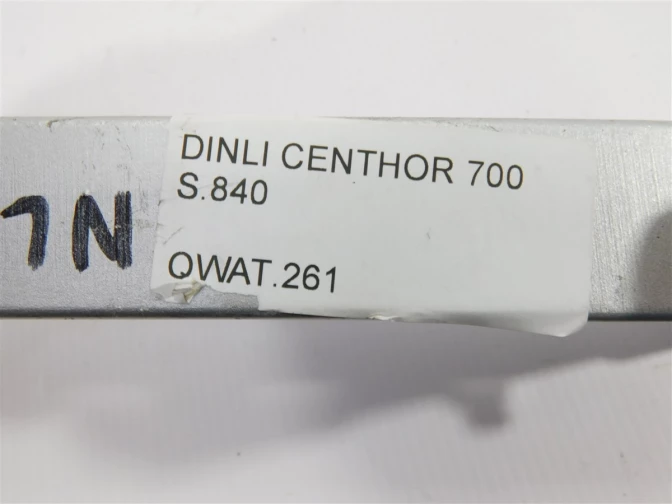 DINLI CENTHOR 700
S.840
QWAT.261